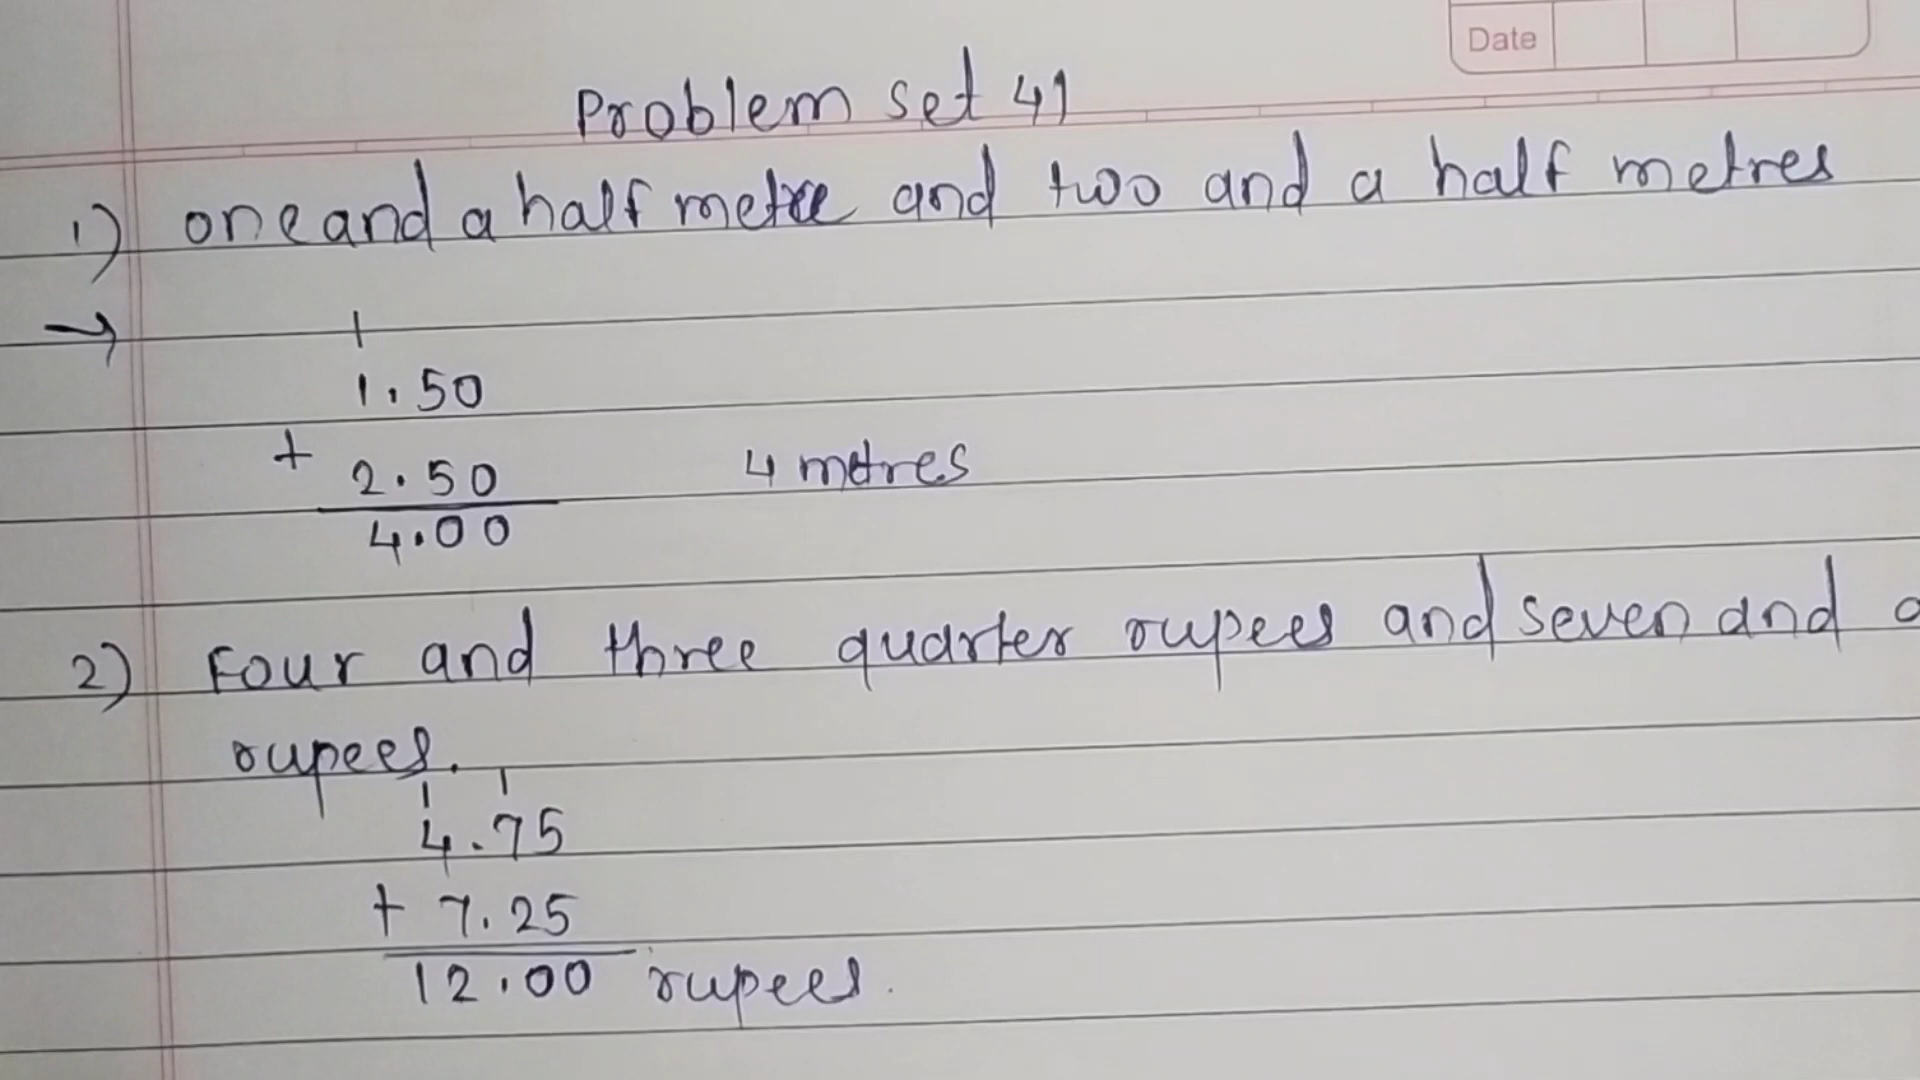 Date
Problem set 41
1) one and a half metre and two and a half metres
→ 1
1.50
+ 2.50 4 metres
4.00
2) Four and three quarter rupees and seven and a
rupees.
1 1
4.75
+ 7.25
12.00 rupees.